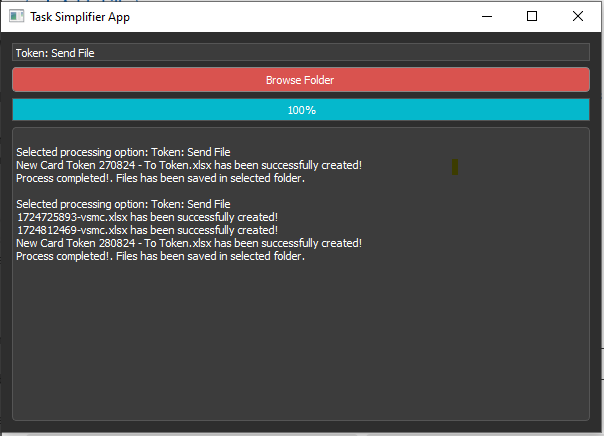 Task Simplifier App
Token: Send File
Browse Folder
100%
Selected processing option: Token: Send File
New Card Token 270824 - To Token.xlsx has been successfully created!
Process completed!. Files has been saved in selected folder.
Selected processing option: Token: Send File
1724725893-vsmc.xlsx has been successfully created!
1724812469-vsmc.xlsx has been successfully created!
New Card Token 280824 - To Token.xlsx has been successfully created!
Process completed!. Files has been saved in selected folder.